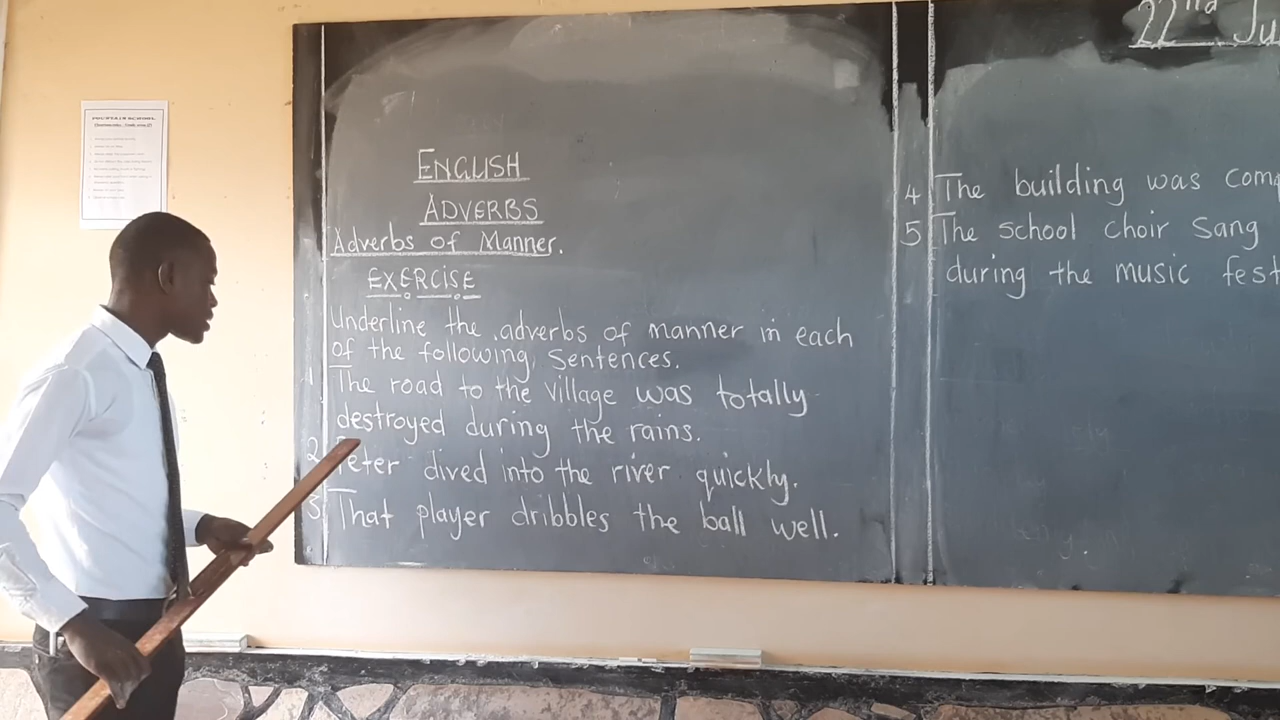 ENGLISH
ADVERBS
Adverbs of Manner.
EXERCISE
Underline the adverbs of manner in each
of the following sentences.
1 The road to the village was totally
destroyed during the rains.
2 Peter dived into the river quickly.
3 That player dribbles the ball well.
22nd
4 The building was
5 The school choir sang
during the music